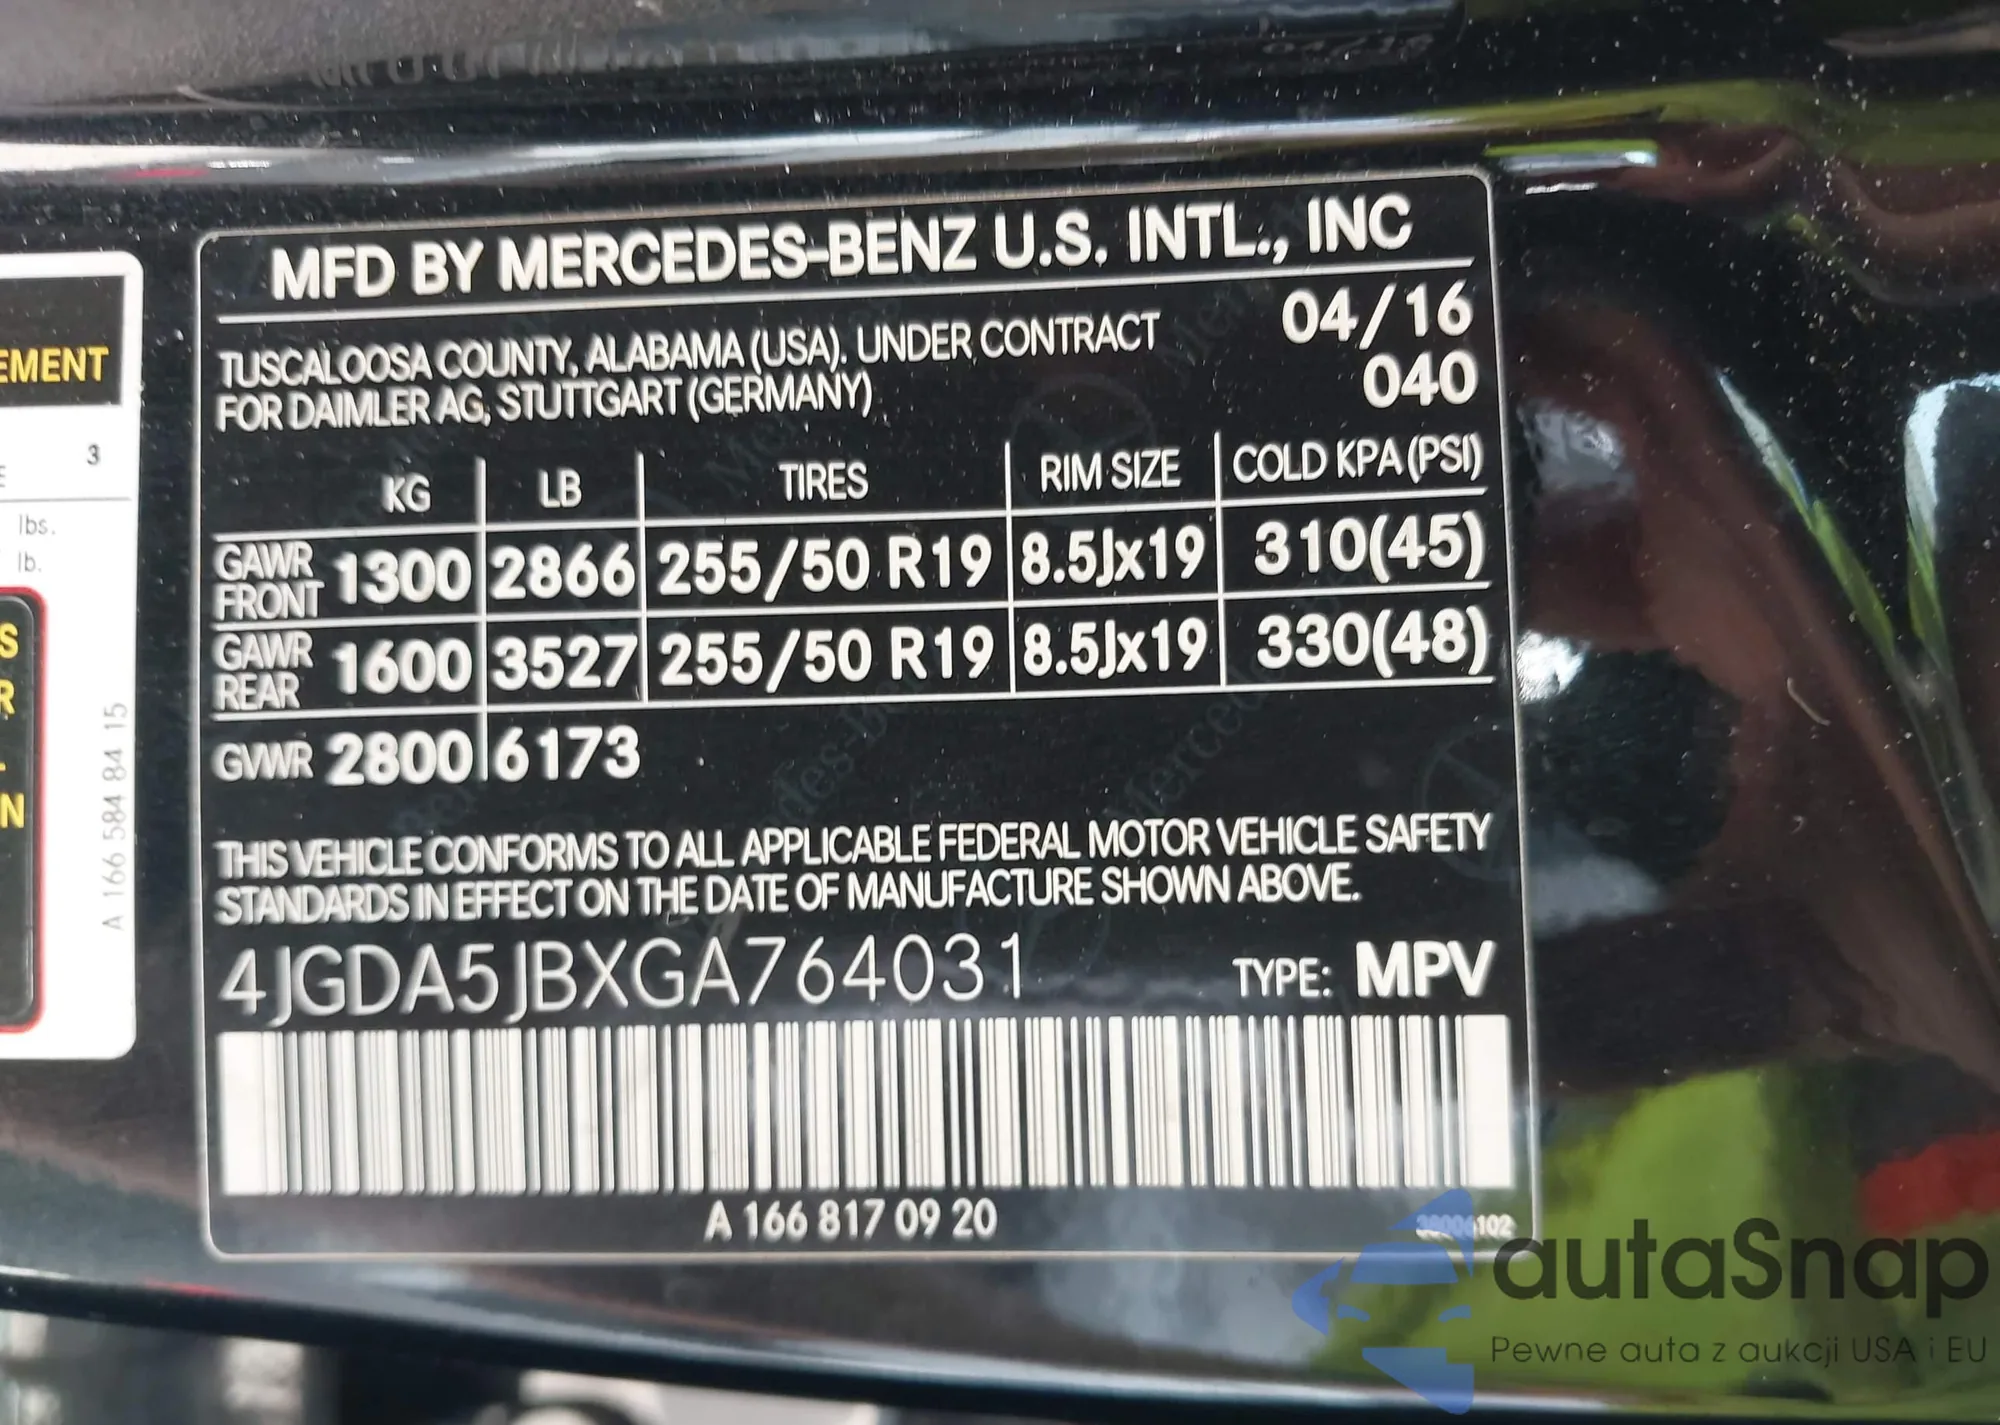 MFD BY MERCEDES-BENZ U.S. INTL., INC
TUSCALOOSA COUNTY, ALABAMA (USA). UNDER CONTRACT 04/16
FOR DAIMLER AG, STUTTGART (GERMANY) 040
KG LB TIRES RIM SIZE COLD KPA (PSI)
GAWR FRONT 1300 2866 255/50 R19 8.5Jx19 310(45)
GAWR REAR 1600 3527 255/50 R19 8.5Jx19 330(48)
GVWR 2800 6173
THIS VEHICLE CONFORMS TO ALL APPLICABLE FEDERAL MOTOR VEHICLE SAFETY
STANDARDS IN EFFECT ON THE DATE OF MANUFACTURE SHOWN ABOVE.
4JGDA5JBXGA764031 TYPE: MPV
A 166 817 09 20
EMENT
3
lbs.
lb.
S
R
N
A 166 584 84 15
autaSnap
Pewne auta z aukcji USA i EU